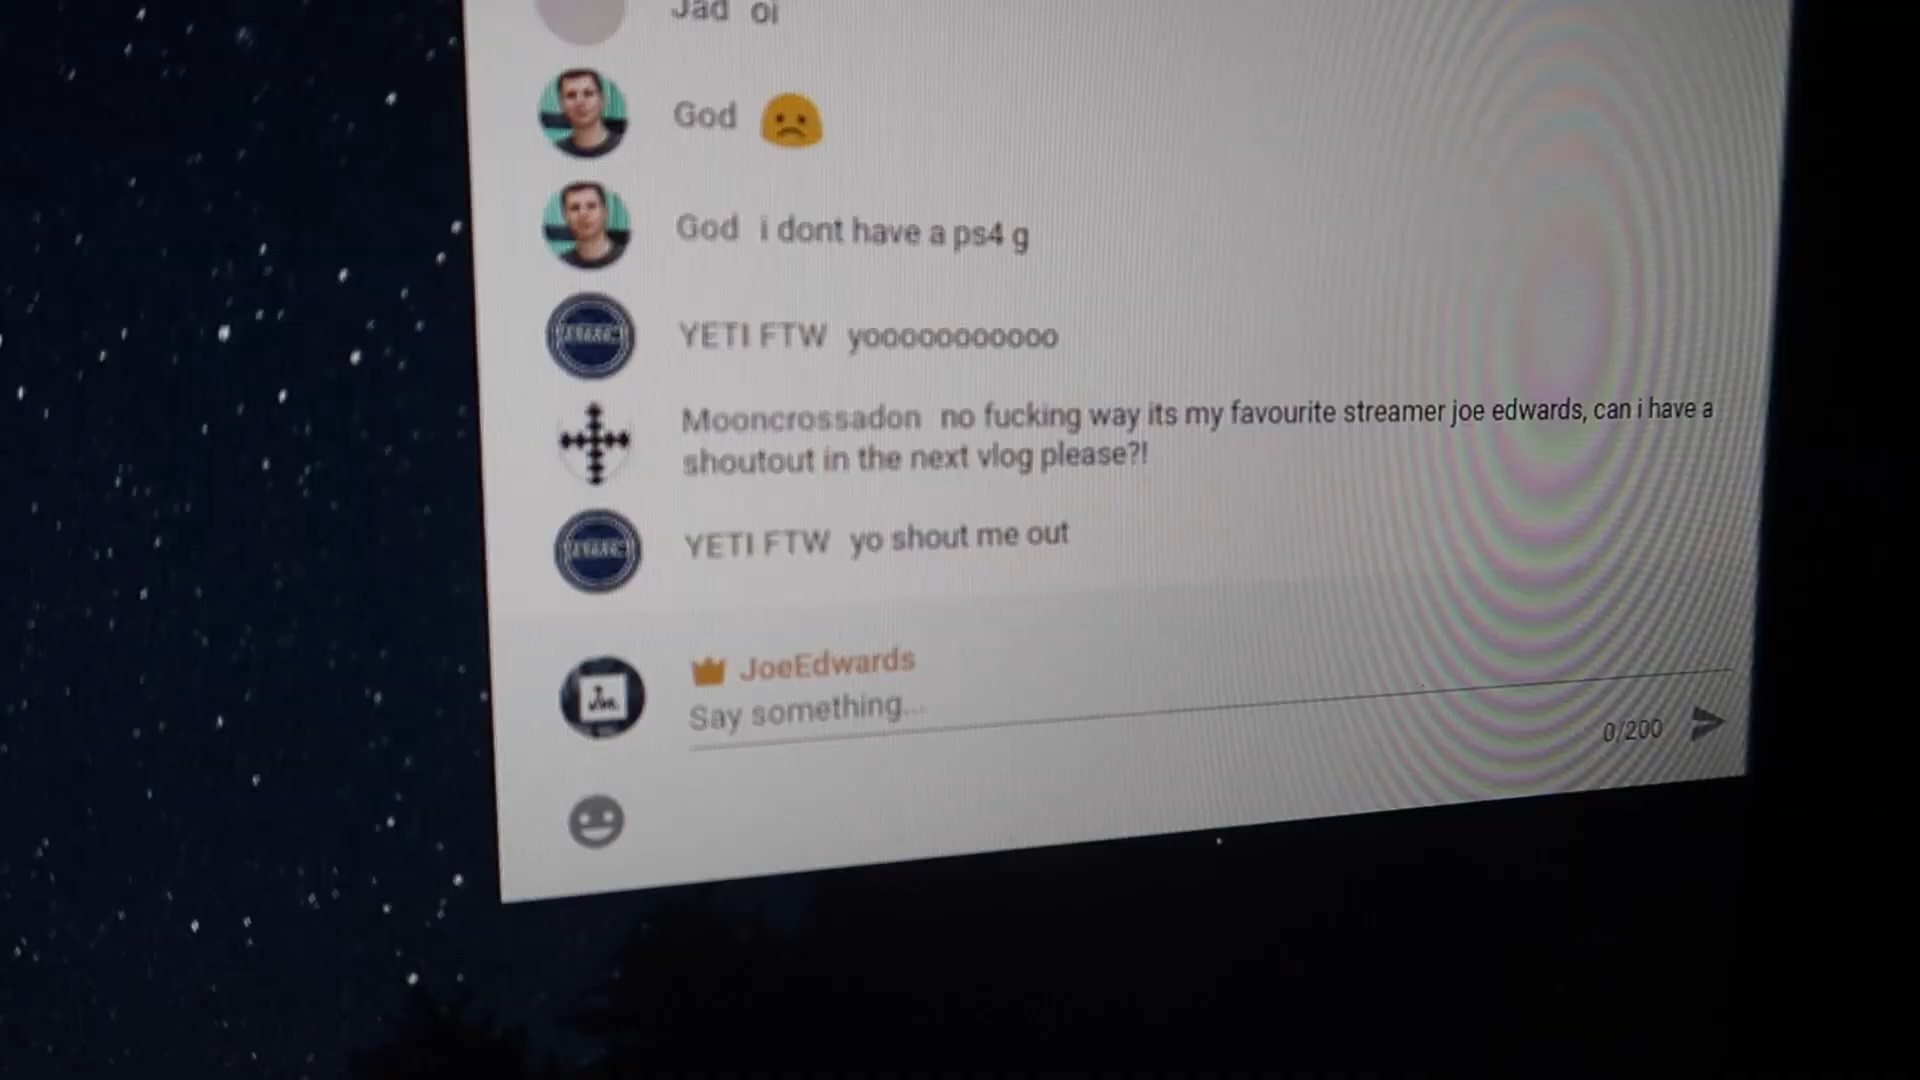 Jad oi
God
God i dont have a ps4 g
YETI FTW yooooooooooo
Mooncrossadon no fucking way its my favourite streamer joe edwards, can i have a
shoutout in the next vlog please?!
YETI FTW yo shout me out
JoeEdwards
Say something...
0/200